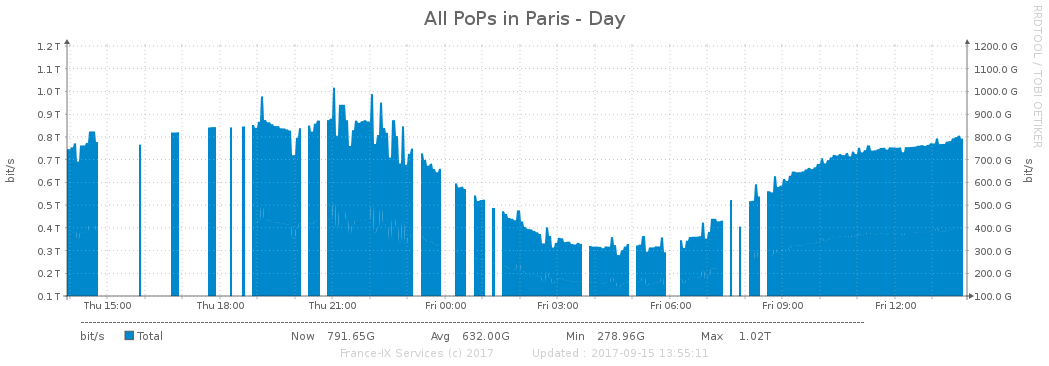 All PoPs in Paris - Day
RRDTOOL / TOBI OETIKER
1.2 T 1200.0 G
1.1 T 1100.0 G
1.0 T 1000.0 G
0.9 T 900.0 G
0.8 T 800.0 G
0.7 T 700.0 G
0.6 T 600.0 G
0.5 T 500.0 G
0.4 T 400.0 G
0.3 T 300.0 G
0.2 T 200.0 G
0.1 T 100.0 G
bit/s
bit/s
Thu 15:00 Thu 18:00 Thu 21:00 Fri 00:00 Fri 03:00 Fri 06:00 Fri 09:00 Fri 12:00
bit/s Total Now 791.65G Avg 632.00G Min 278.96G Max 1.02T
France-IX Services (c) 2017 Updated : 2017-09-15 13:55:11